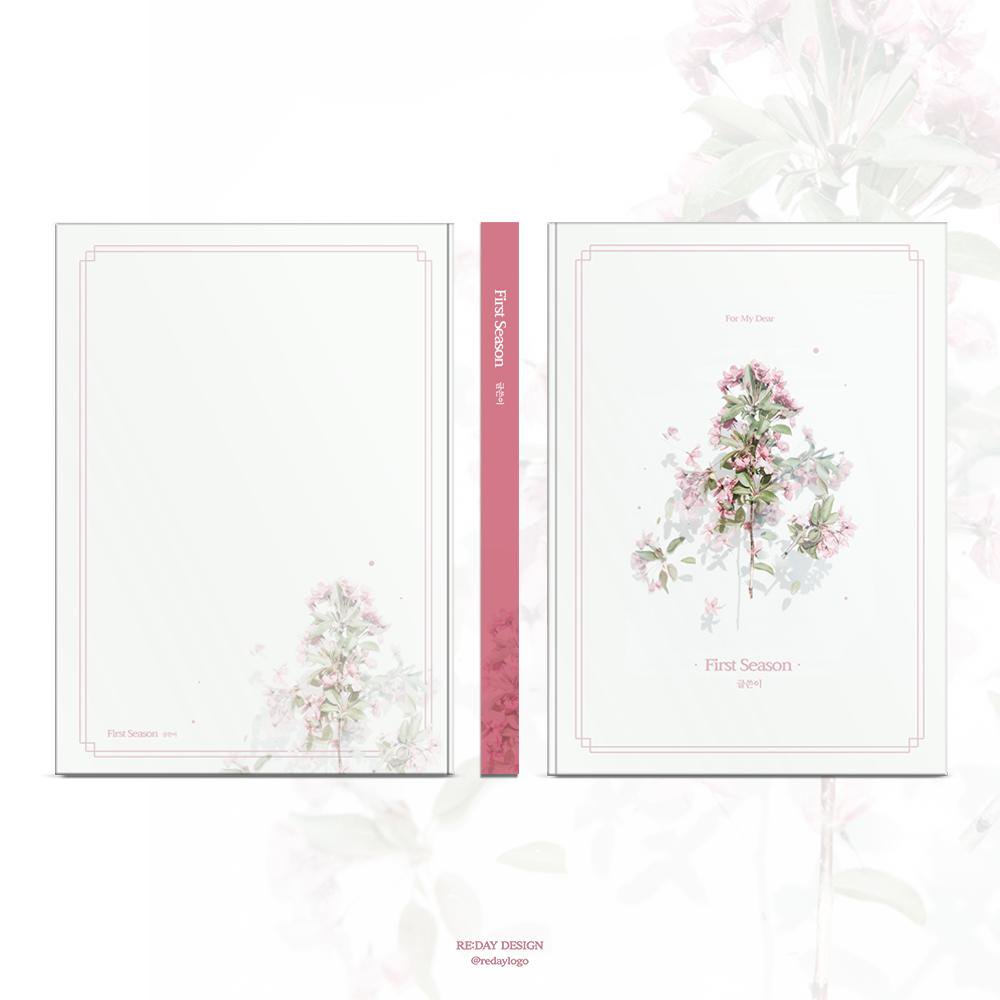 First Season 글쓴이
First Season 글쓴이
For My Dear
· First Season ·
글쓴이
RE:DAY DESIGN
@redaylogo